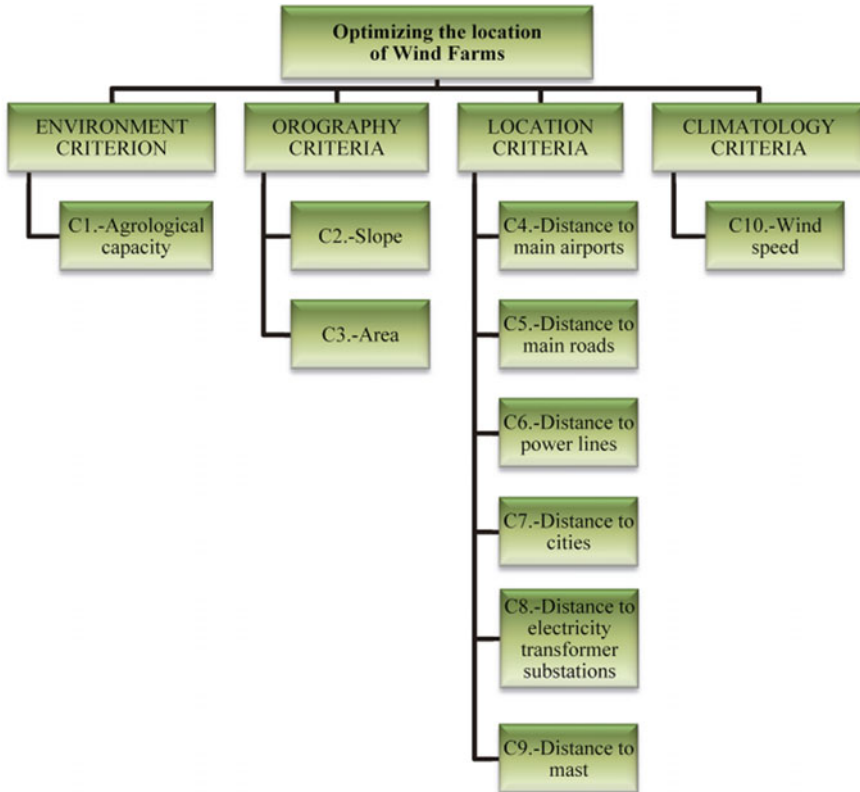 Optimizing the location
of Wind Farms
ENVIRONMENT
CRITERION
OROGRAPHY
CRITERIA
LOCATION
CRITERIA
CLIMATOLOGY
CRITERIA
C1.-Agrological
capacity
C2.-Slope
C3.-Area
C4.-Distance to
main airports
C5.-Distance to
main roads
C6.-Distance to
power lines
C7.-Distance to
cities
C8.-Distance to
electricity
transformer
substations
C9.-Distance to
mast
C10.-Wind
speed